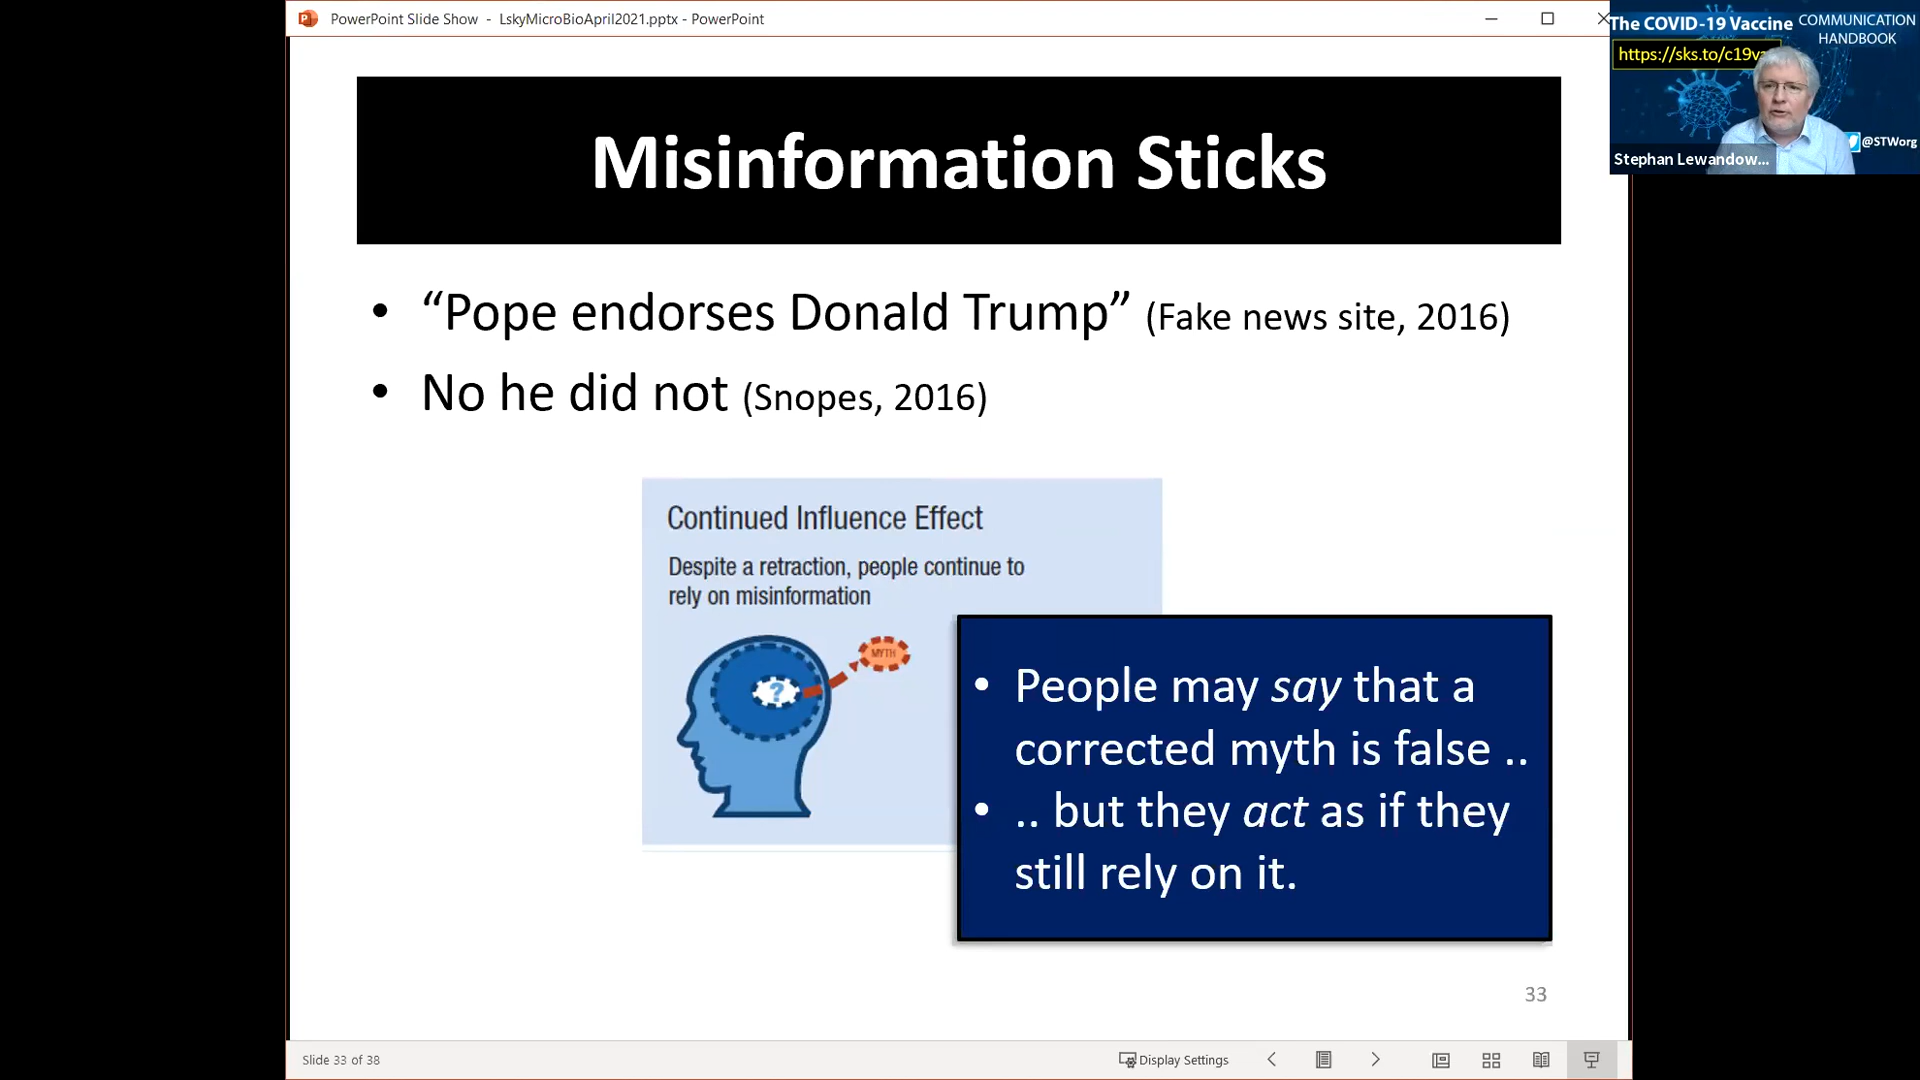 PowerPoint Slide Show - LskyMicroBioApril2021.pptx - PowerPoint
The COVID-19 Vaccine COMMUNICATION
HANDBOOK
https://sks.to/c19v
@STWorg
Stephan Lewandow...
Misinformation Sticks
• “Pope endorses Donald Trump” (Fake news site, 2016)
• No he did not (Snopes, 2016)
Continued Influence Effect
Despite a retraction, people continue to
rely on misinformation
MYTH
?
• People may say that a
corrected myth is false ..
• .. but they act as if they
still rely on it.
33
Slide 33 of 38
Display Settings